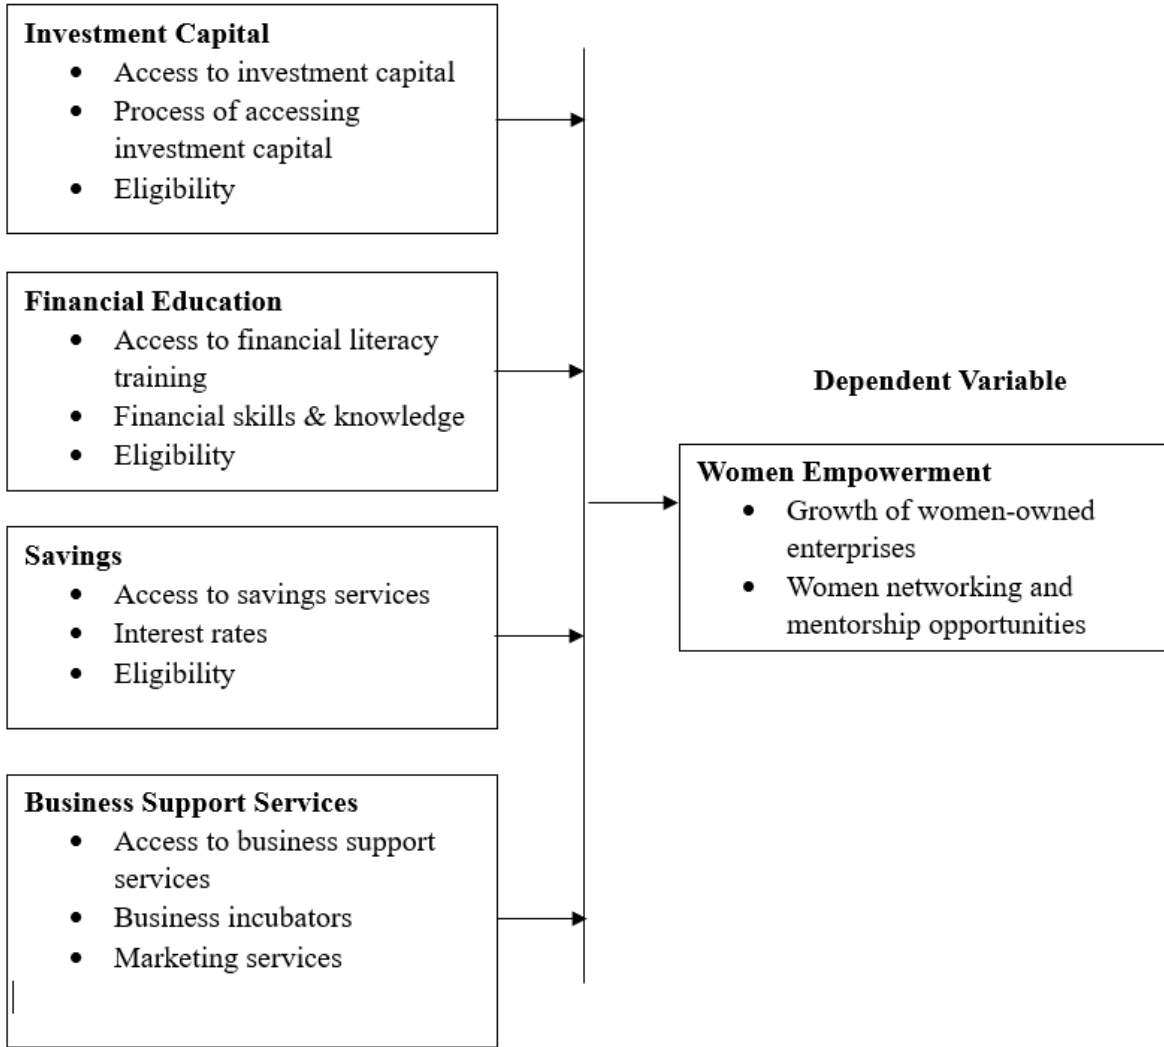 Investment Capital
• Access to investment capital
• Process of accessing
investment capital
• Eligibility
Financial Education
• Access to financial literacy
training
• Financial skills & knowledge
• Eligibility
Savings
• Access to savings services
• Interest rates
• Eligibility
Business Support Services
• Access to business support
services
• Business incubators
• Marketing services
Dependent Variable
Women Empowerment
• Growth of women-owned
enterprises
• Women networking and
mentorship opportunities